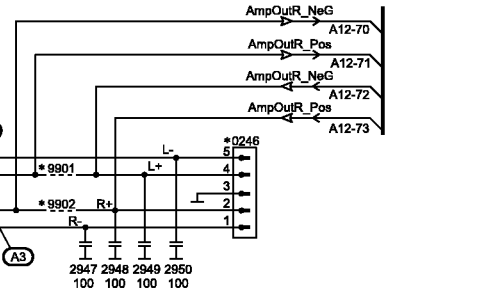 AmpOutR_NeG
A12-70
AmpOutR_Pos
A12-71
AmpOutR_NeG
A12-72
AmpOutR_Pos
A12-73
*0246
L- 5
*9901 L+ 4
3
*9902 R+ 2
R- 1
A3
2947 2948 2949 2950
100 100 100 100